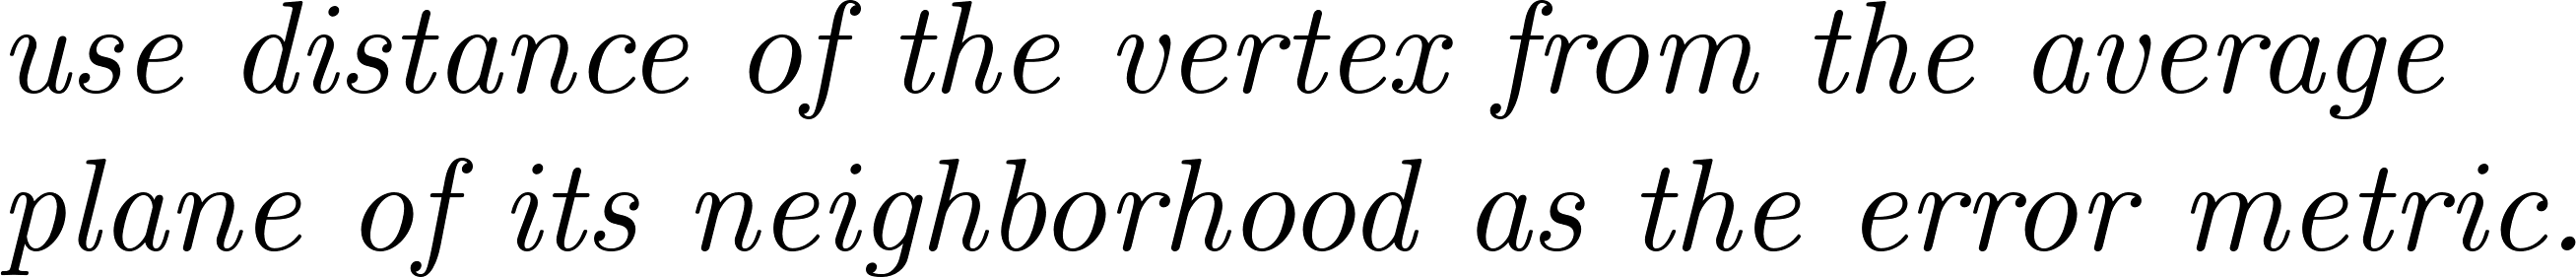 use distance of the vertex from the average
plane of its neighborhood as the error metric.